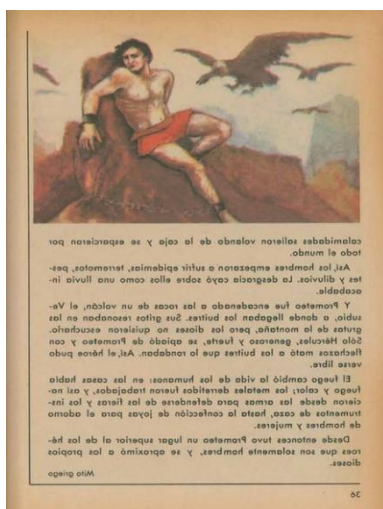 calamidades salieron volando de la caja y se esparcieron por
todo el mundo.
Así, los hombres empezaron a sufrir epidemias, terremotos, pes-
tes y diluvios. La desgracia cayó sobre ellos como una lluvia in-
acabable.
Y Prometeo fue encadenado a las rocas de un volcán, el Ve-
subio, a donde llegaban los buitres. Sus gritos resonaban en las
grutas de la montaña, pero los dioses no quisieron escucharlo.
Sólo Hércules, generoso y fuerte, se apiadó de Prometeo y con
flechazos mató a los buitres que lo rondaban. Así, el héroe pudo
verse libre.
El fuego cambió la vida de los humanos: en las casas había
fuego y calor; los metales derretidos fueron trabajados, y así na-
cieron desde las armas para defenderse de las fieras y los ins-
trumentos de caza, hasta la confección de joyas para el adorno
de hombres y mujeres.
Desde entonces tuvo Prometeo un lugar superior al de los hé-
roes que son solamente hombres, y se aproximó a los propios
dioses.
Mito griego
36